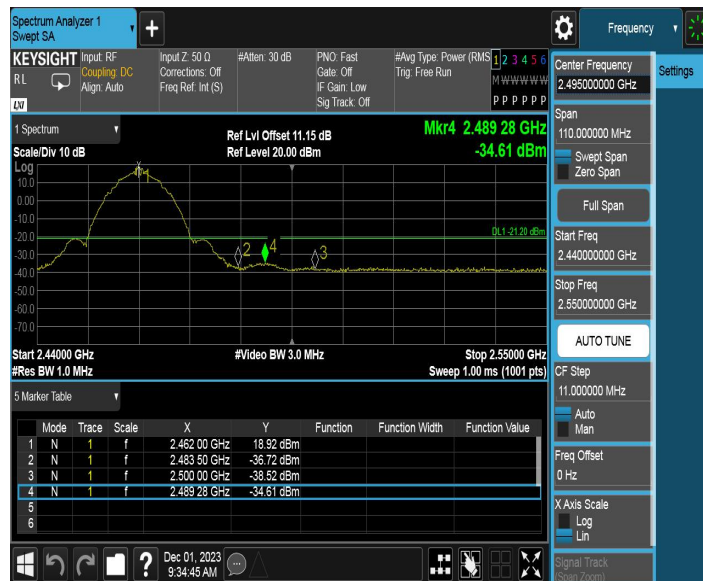 Spectrum Analyzer 1
Swept SA
Frequency
KEYSIGHT
RL
LXI
Input: RF
Coupling: DC
Align: Auto
Input Z: 50 Ω
Corrections: Off
Freq Ref: Int (S)
#Atten: 30 dB
PNO: Fast
Gate: Off
IF Gain: Low
Sig Track: Off
#Avg Type: Power (RMS
Trig: Free Run
1 2 3 4 5 6
M W W W W W
P P P P P P
1 Spectrum
Scale/Div 10 dB
Ref Lvl Offset 11.15 dB
Ref Level 20.00 dBm
Mkr4 2.489 28 GHz
-34.61 dBm
Log
10.0
0.00
-10.0
-20.0
-30.0
-40.0
-50.0
-60.0
-70.0
1
2
4
3
DL1 -21.20 dBm
Start 2.44000 GHz
#Video BW 3.0 MHz
Stop 2.55000 GHz
#Res BW 1.0 MHz
Sweep 1.00 ms (1001 pts)
5 Marker Table
Mode Trace Scale X Y Function Function Width Function Value
1 N 1 f 2.462 00 GHz 18.92 dBm
2 N 1 f 2.483 50 GHz -36.72 dBm
3 N 1 f 2.500 00 GHz -38.52 dBm
4 N 1 f 2.489 28 GHz -34.61 dBm
5
6
?
Dec 01, 2023
9:34:45 AM
Center Frequency
2.495000000 GHz
Settings
Span
110.000000 MHz
Swept Span
Zero Span
Full Span
Start Freq
2.440000000 GHz
Stop Freq
2.550000000 GHz
AUTO TUNE
CF Step
11.000000 MHz
Auto
Man
Freq Offset
0 Hz
X Axis Scale
Log
Lin
Signal Track
(Span Zoom)